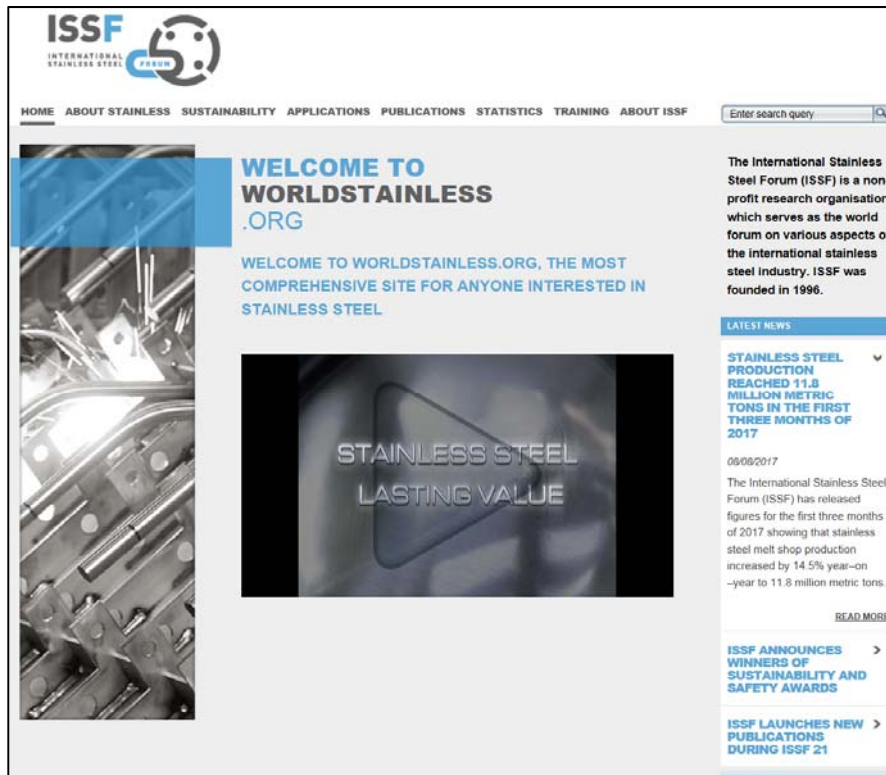 ISSF
INTERNATIONAL
STAINLESS STEEL FORUM
HOME ABOUT STAINLESS SUSTAINABILITY APPLICATIONS PUBLICATIONS STATISTICS TRAINING ABOUT ISSF
Enter search query
WELCOME TO
WORLDSTAINLESS
.ORG
WELCOME TO WORLDSTAINLESS.ORG, THE MOST
COMPREHENSIVE SITE FOR ANYONE INTERESTED IN
STAINLESS STEEL
STAINLESS STEEL
LASTING VALUE
The International Stainless
Steel Forum (ISSF) is a non-
profit research organisation
which serves as the world
forum on various aspects o
the international stainless
steel industry. ISSF was
founded in 1996.
LATEST NEWS
STAINLESS STEEL
PRODUCTION
REACHED 11.8
MILLION METRIC
TONS IN THE FIRST
THREE MONTHS OF
2017
08/06/2017
The International Stainless Steel
Forum (ISSF) has released
figures for the first three months
of 2017 showing that stainless
steel melt shop production
increased by 14.5% year-on
-year to 11.8 million metric tons.
READ MORE
ISSF ANNOUNCES
WINNERS OF
SUSTAINABILITY AND
SAFETY AWARDS
ISSF LAUNCHES NEW
PUBLICATIONS
DURING ISSF 21